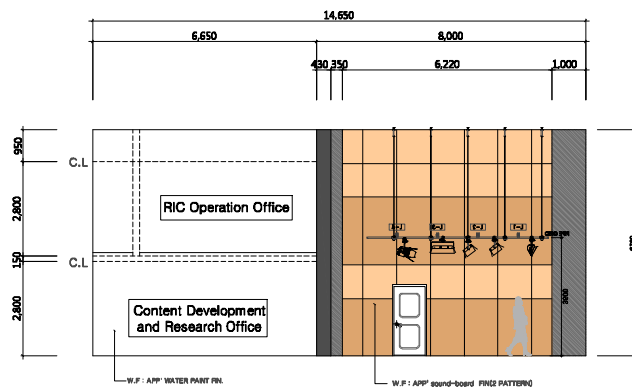 14,650
6,650
8,000
430
350
6,220
1,000
950
C.L
2,800
RIC Operation Office
150
C.L
2,800
Content Development
and Research Office
3900
W.F : APP' WATER PAINT FIN.
W.F : APP' sound-board FIN(2 PATTERN)